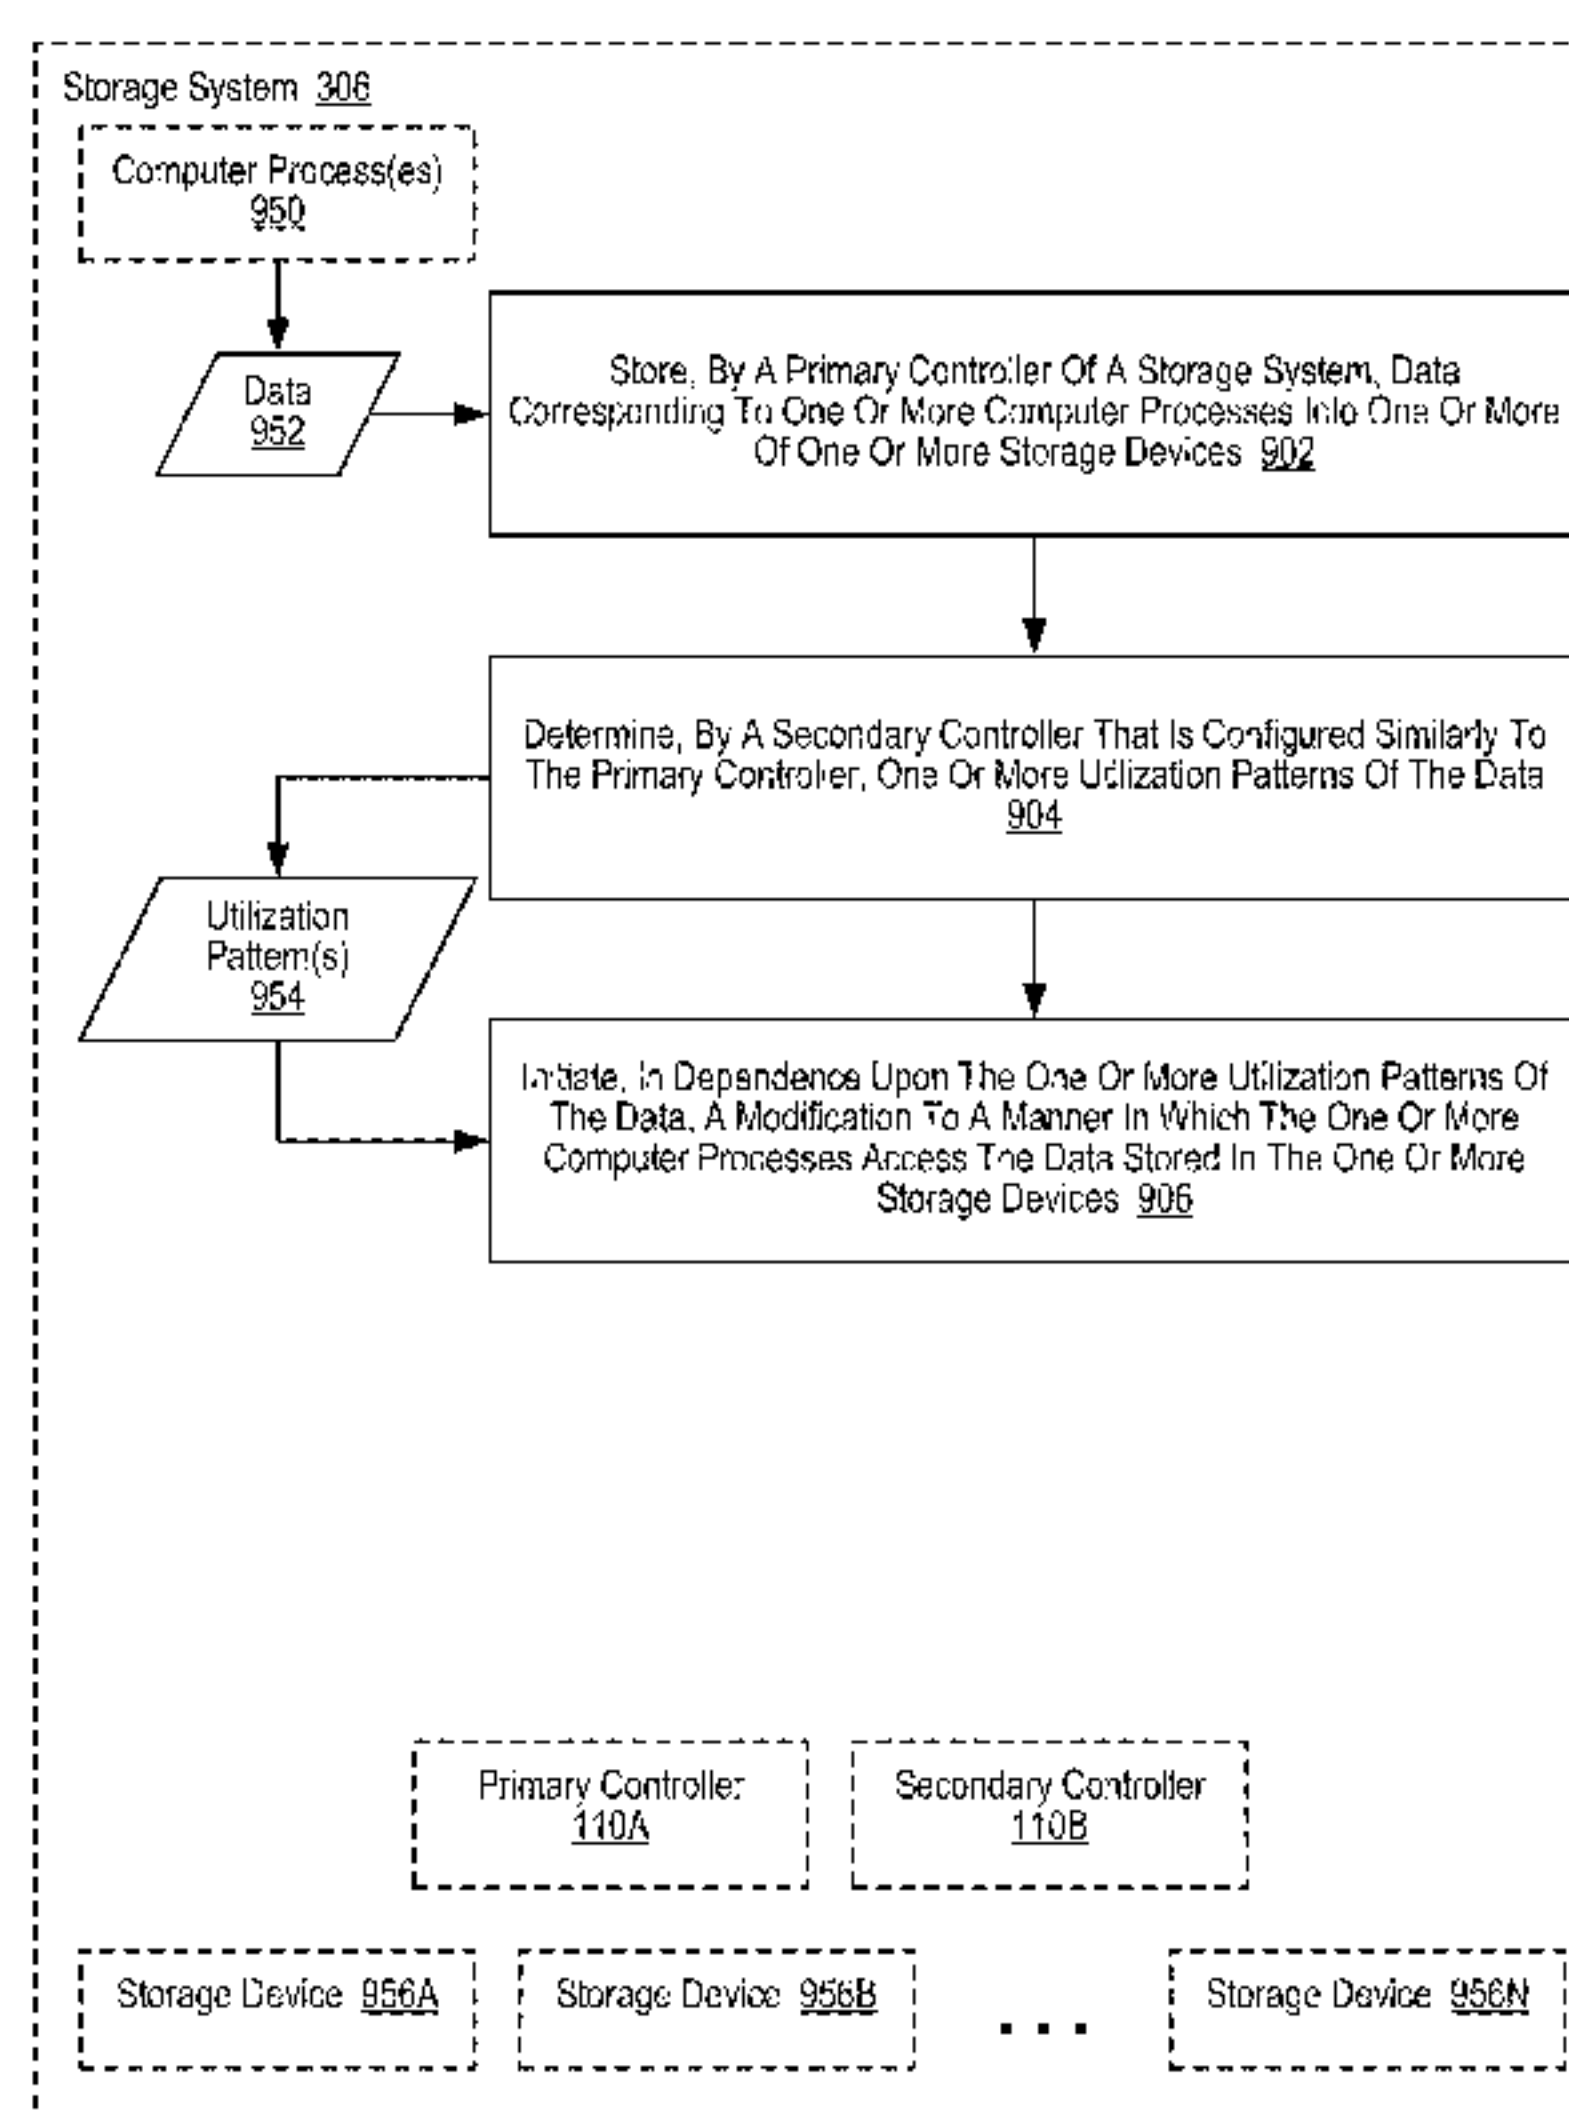 Storage System 306
Computer Process(es)
950
Data
952
Store, By A Primary Controller Of A Storage System, Data
Corresponding To One Or More Computer Processes Into One Or More
Of One Or More Storage Devices 902
Determine, By A Secondary Controller That Is Configured Similarly To
The Primary Controller, One Or More Utilization Patterns Of The Data
904
Utilization
Pattern(s)
954
Initiate, In Dependence Upon The One Or More Utilization Patterns Of
The Data, A Modification To A Manner In Which The One Or More
Computer Processes Access The Data Stored In The One Or More
Storage Devices 906
Primary Controller
110A
Secondary Controller
110B
Storage Device 956A
Storage Device 956B
. . .
Storage Device 956N